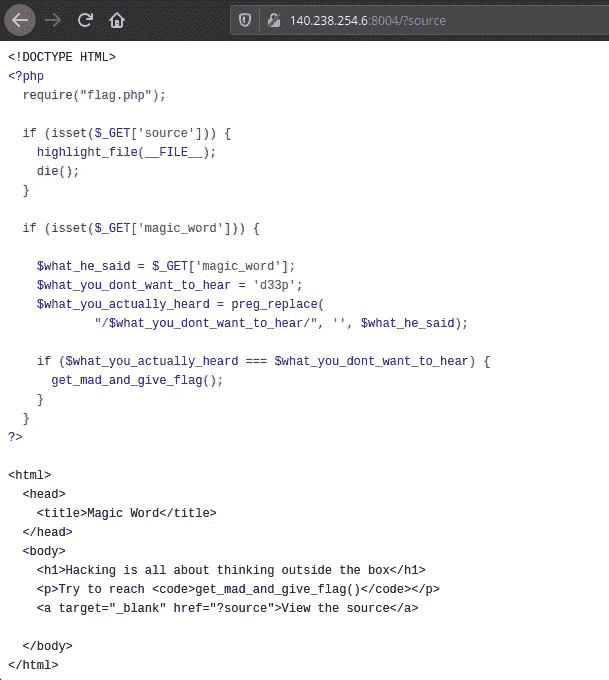 140.238.254.6:8004/?source
<!DOCTYPE HTML>
<?php
  require("flag.php");

  if (isset($_GET['source'])) {
    highlight_file(__FILE__);
    die();
  }

  if (isset($_GET['magic_word'])) {

    $what_he_said = $_GET['magic_word'];
    $what_you_dont_want_to_hear = 'd33p';
    $what_you_actually_heard = preg_replace(
            "/$what_you_dont_want_to_hear/", '', $what_he_said);

    if ($what_you_actually_heard === $what_you_dont_want_to_hear) {
      get_mad_and_give_flag();
    }
  }
?>

<html>
  <head>
    <title>Magic Word</title>
  </head>
  <body>
    <h1>Hacking is all about thinking outside the box</h1>
    <p>Try to reach <code>get_mad_and_give_flag()</code></p>
    <a target="_blank" href="?source">View the source</a>

  </body>
</html>